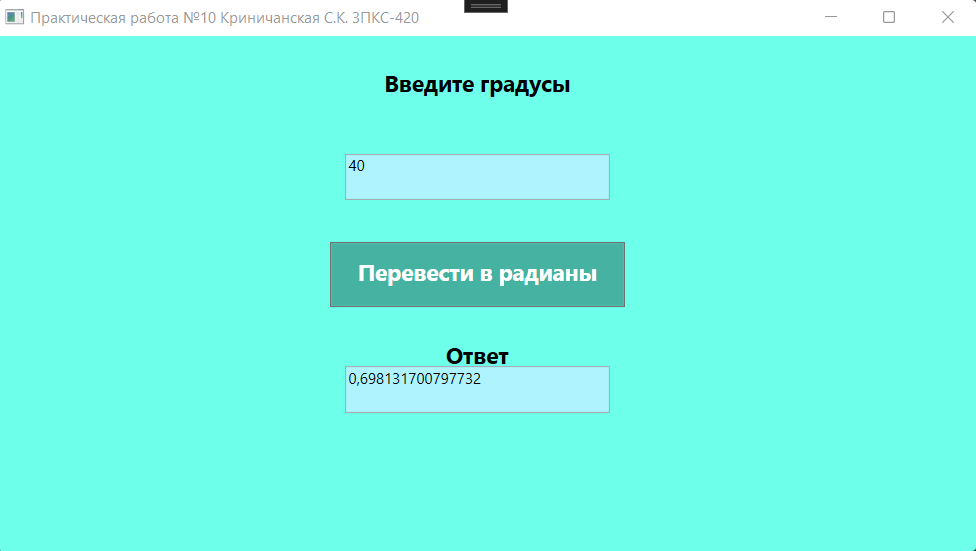 Практическая работа №10 Криничанская С.К. 3ПКС-420
Введите градусы
40
Перевести в радианы
Ответ
0,698131700797732